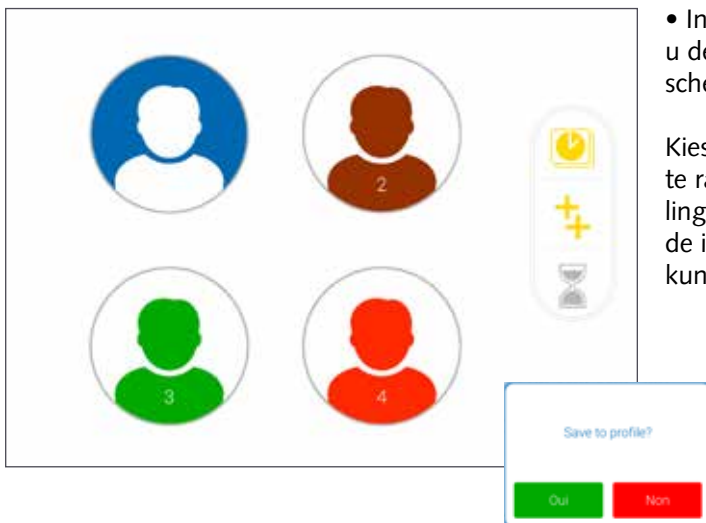 • In
u de
sche
Kies
te ra
ling
de i
kun
2
3
4
Save to profile?
Oui Non